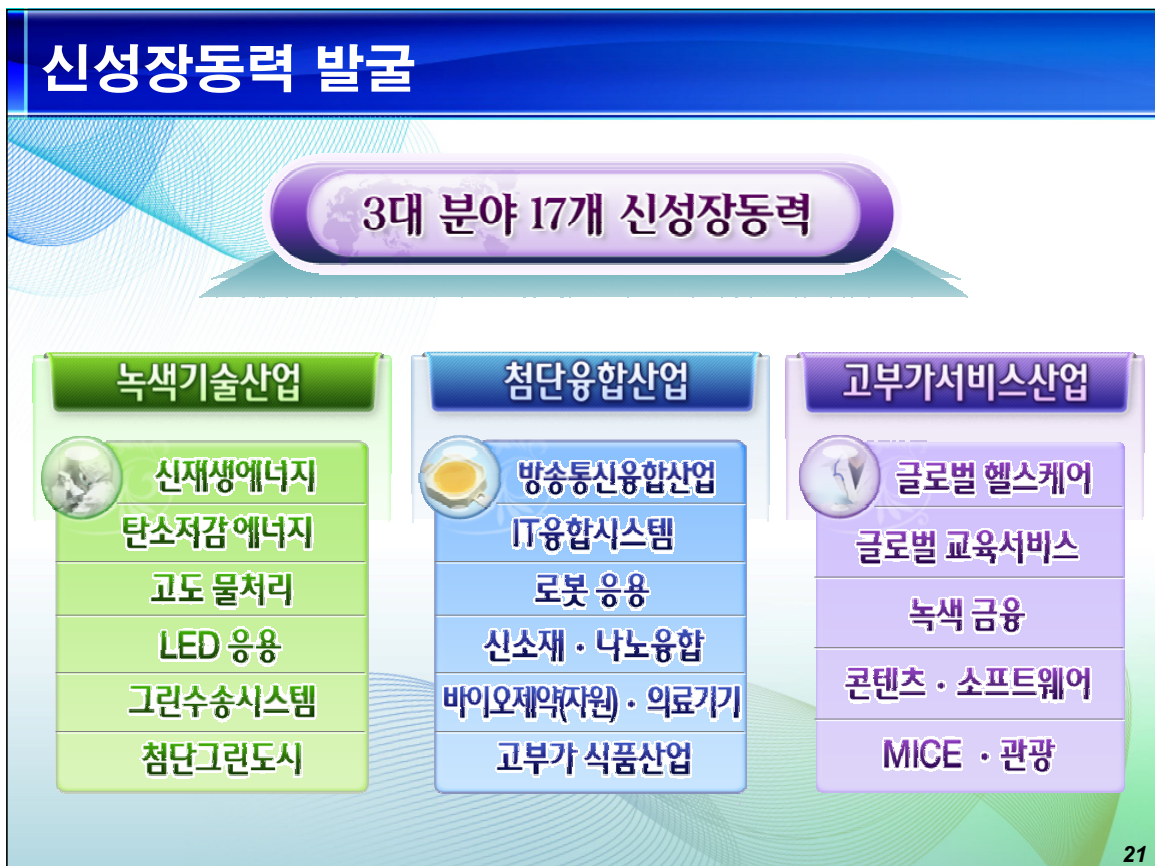 신성장동력 발굴
3대 분야 17개 신성장동력
녹색기술산업
신재생에너지
탄소저감 에너지
고도 물처리
LED 응용
그린수송시스템
첨단그린도시
첨단융합산업
방송통신융합산업
IT융합시스템
로봇 응용
신소재 · 나노융합
바이오제약(자원) · 의료기기
고부가 식품산업
고부가서비스산업
글로벌 헬스케어
글로벌 교육서비스
녹색 금융
콘텐츠 · 소프트웨어
MICE · 관광
21